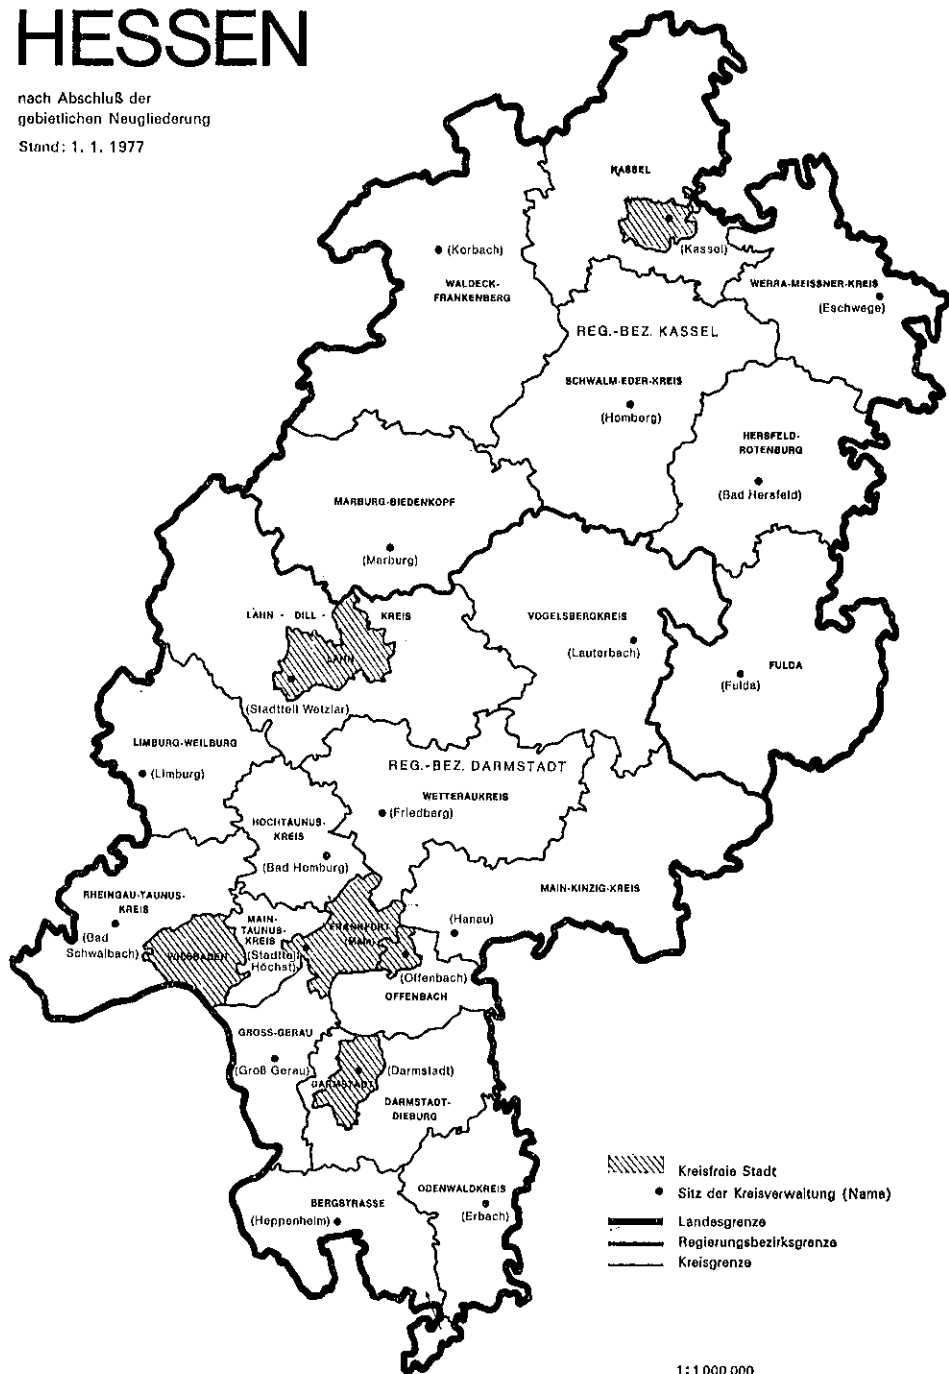 HESSEN
nach Abschluß der
gebietlichen Neugliederung
Stand: 1. 1. 1977
KASSEL
(Kassel)
(Korbach)
WALDECK-
FRANKENBERG
WERRA-MEISSNER-KREIS
(Eschwege)
REG.-BEZ. KASSEL
SCHWALM-EDER-KREIS
(Homberg)
HERSFELD-
ROTENBURG
(Bad Hersfeld)
MARBURG-BIEDENKOPF
(Marburg)
LAHN - DILL - KREIS
LAHN
(Stadtteil Wetzlar)
VOGELSBERGKREIS
(Lauterbach)
FULDA
(Fulda)
LIMBURG-WEILBURG
(Limburg)
REG.-BEZ. DARMSTADT
WETTERAUKREIS
(Friedberg)
HOCHTAUNUS-
KREIS
(Bad Homburg)
MAIN-KINZIG-KREIS
(Hanau)
RHEINGAU-TAUNUS-
KREIS
(Bad
Schwalbach)
WIESBADEN
MAIN-
TAUNUS-
KREIS
(Stadtteil
Höchst)
FRANKFURT
(Main)
(Offenbach)
OFFENBACH
GROSS-GERAU
(Groß Gerau)
DARMSTADT
(Darmstadt)
DARMSTADT-
DIEBURG
BERGSTRASSE
(Heppenheim)
ODENWALDKREIS
(Erbach)
Kreisfreie Stadt
Sitz der Kreisverwaltung (Name)
Landesgrenze
Regierungsbezirksgrenze
Kreisgrenze
1:1 000 000